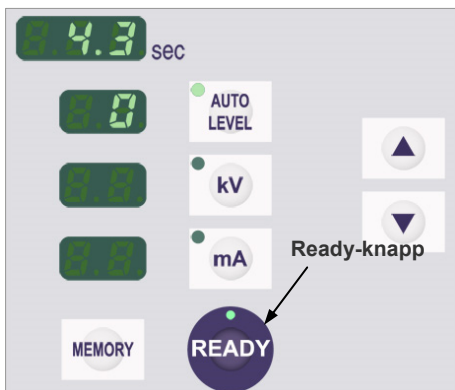 4.3 sec
0
AUTO
LEVEL
kV
mA
Ready-knapp
MEMORY
READY